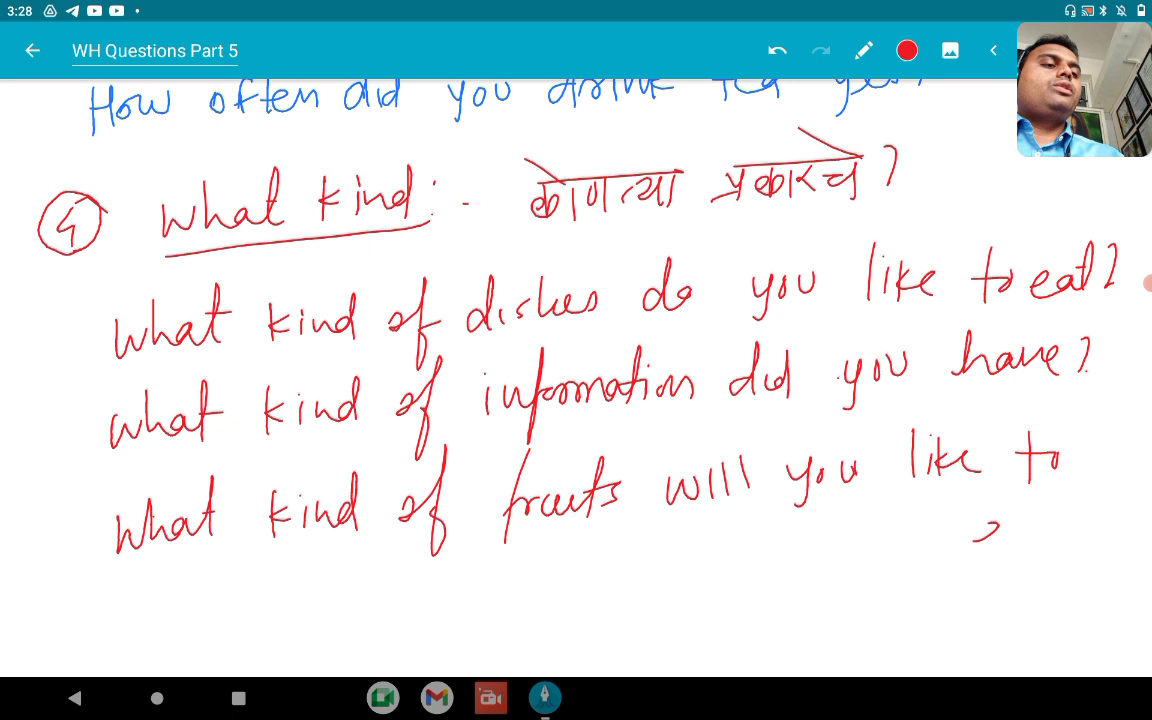 3:28
WH Questions Part 5
How often did you drink tea
④ What kind : - कोणत्या प्रकारचे ?
What kind of dishes do you like to eat?
What kind of information did you have?
What kind of fruits will you like to